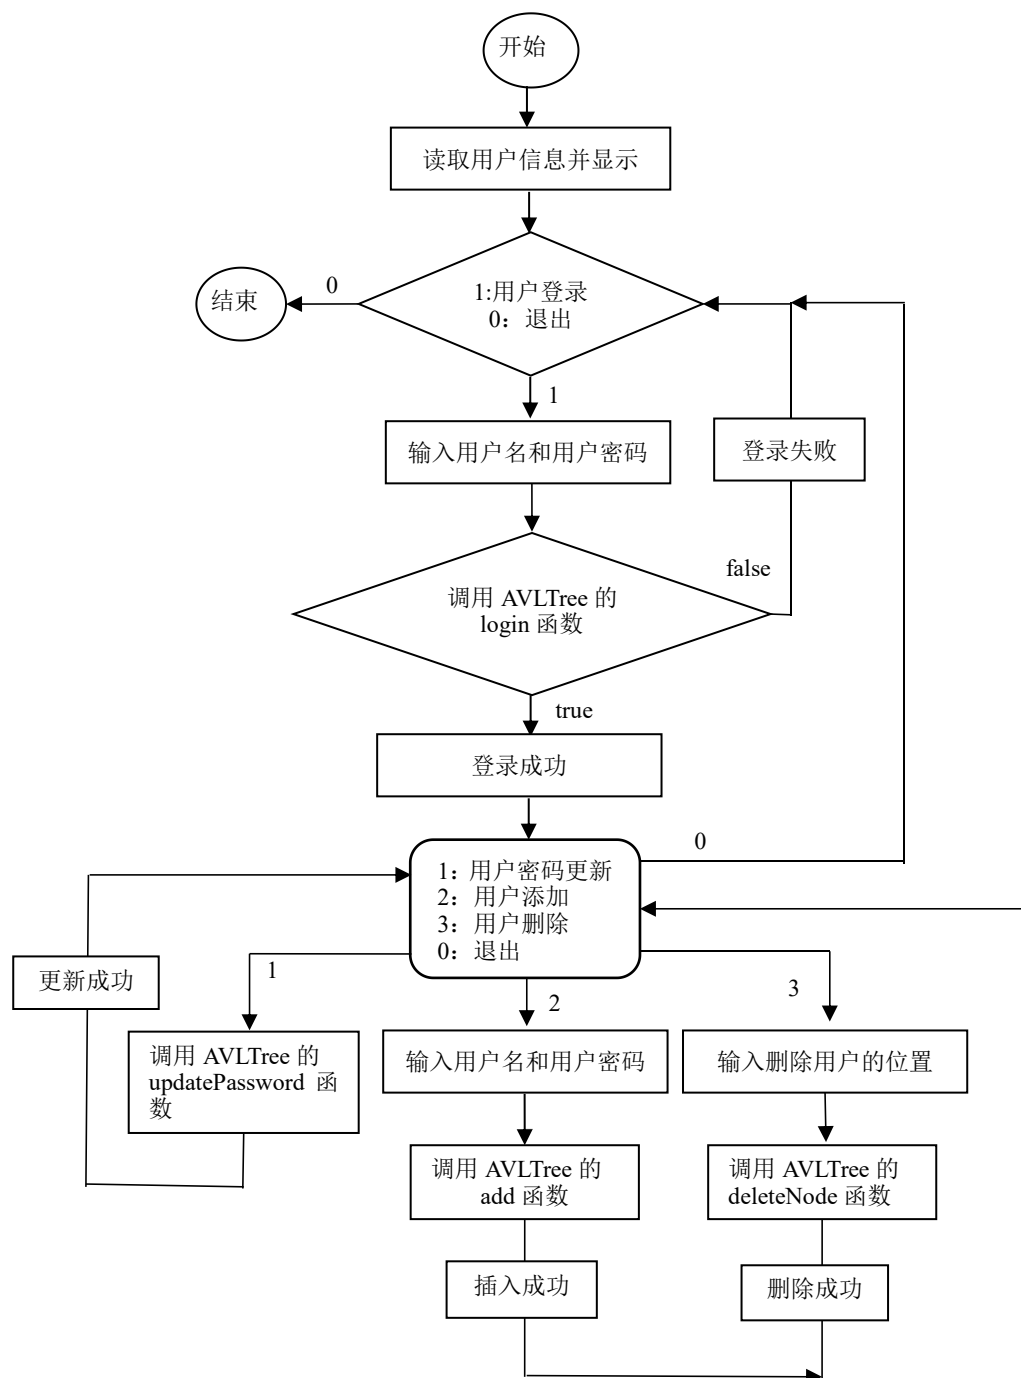 开始
读取用户信息并显示
1:用户登录
0：退出
0
结束
1
输入用户名和用户密码
登录失败
false
调用 AVLTree 的
login 函数
true
登录成功
0
1：用户密码更新
2：用户添加
3：用户删除
0：退出
更新成功
1
2
3
调用 AVLTree 的
updatePassword 函
数
输入用户名和用户密码
输入删除用户的位置
调用 AVLTree 的
add 函数
调用 AVLTree 的
deleteNode 函数
插入成功
删除成功